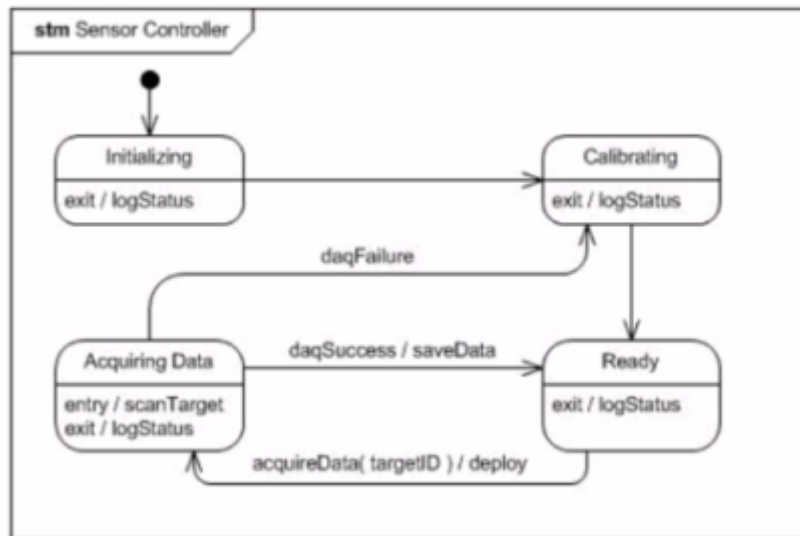 stm Sensor Controller
Initializing
exit / logStatus
Calibrating
exit / logStatus
daqFailure
Acquiring Data
entry / scanTarget
exit / logStatus
daqSuccess / saveData
Ready
exit / logStatus
acquireData( targetID ) / deploy